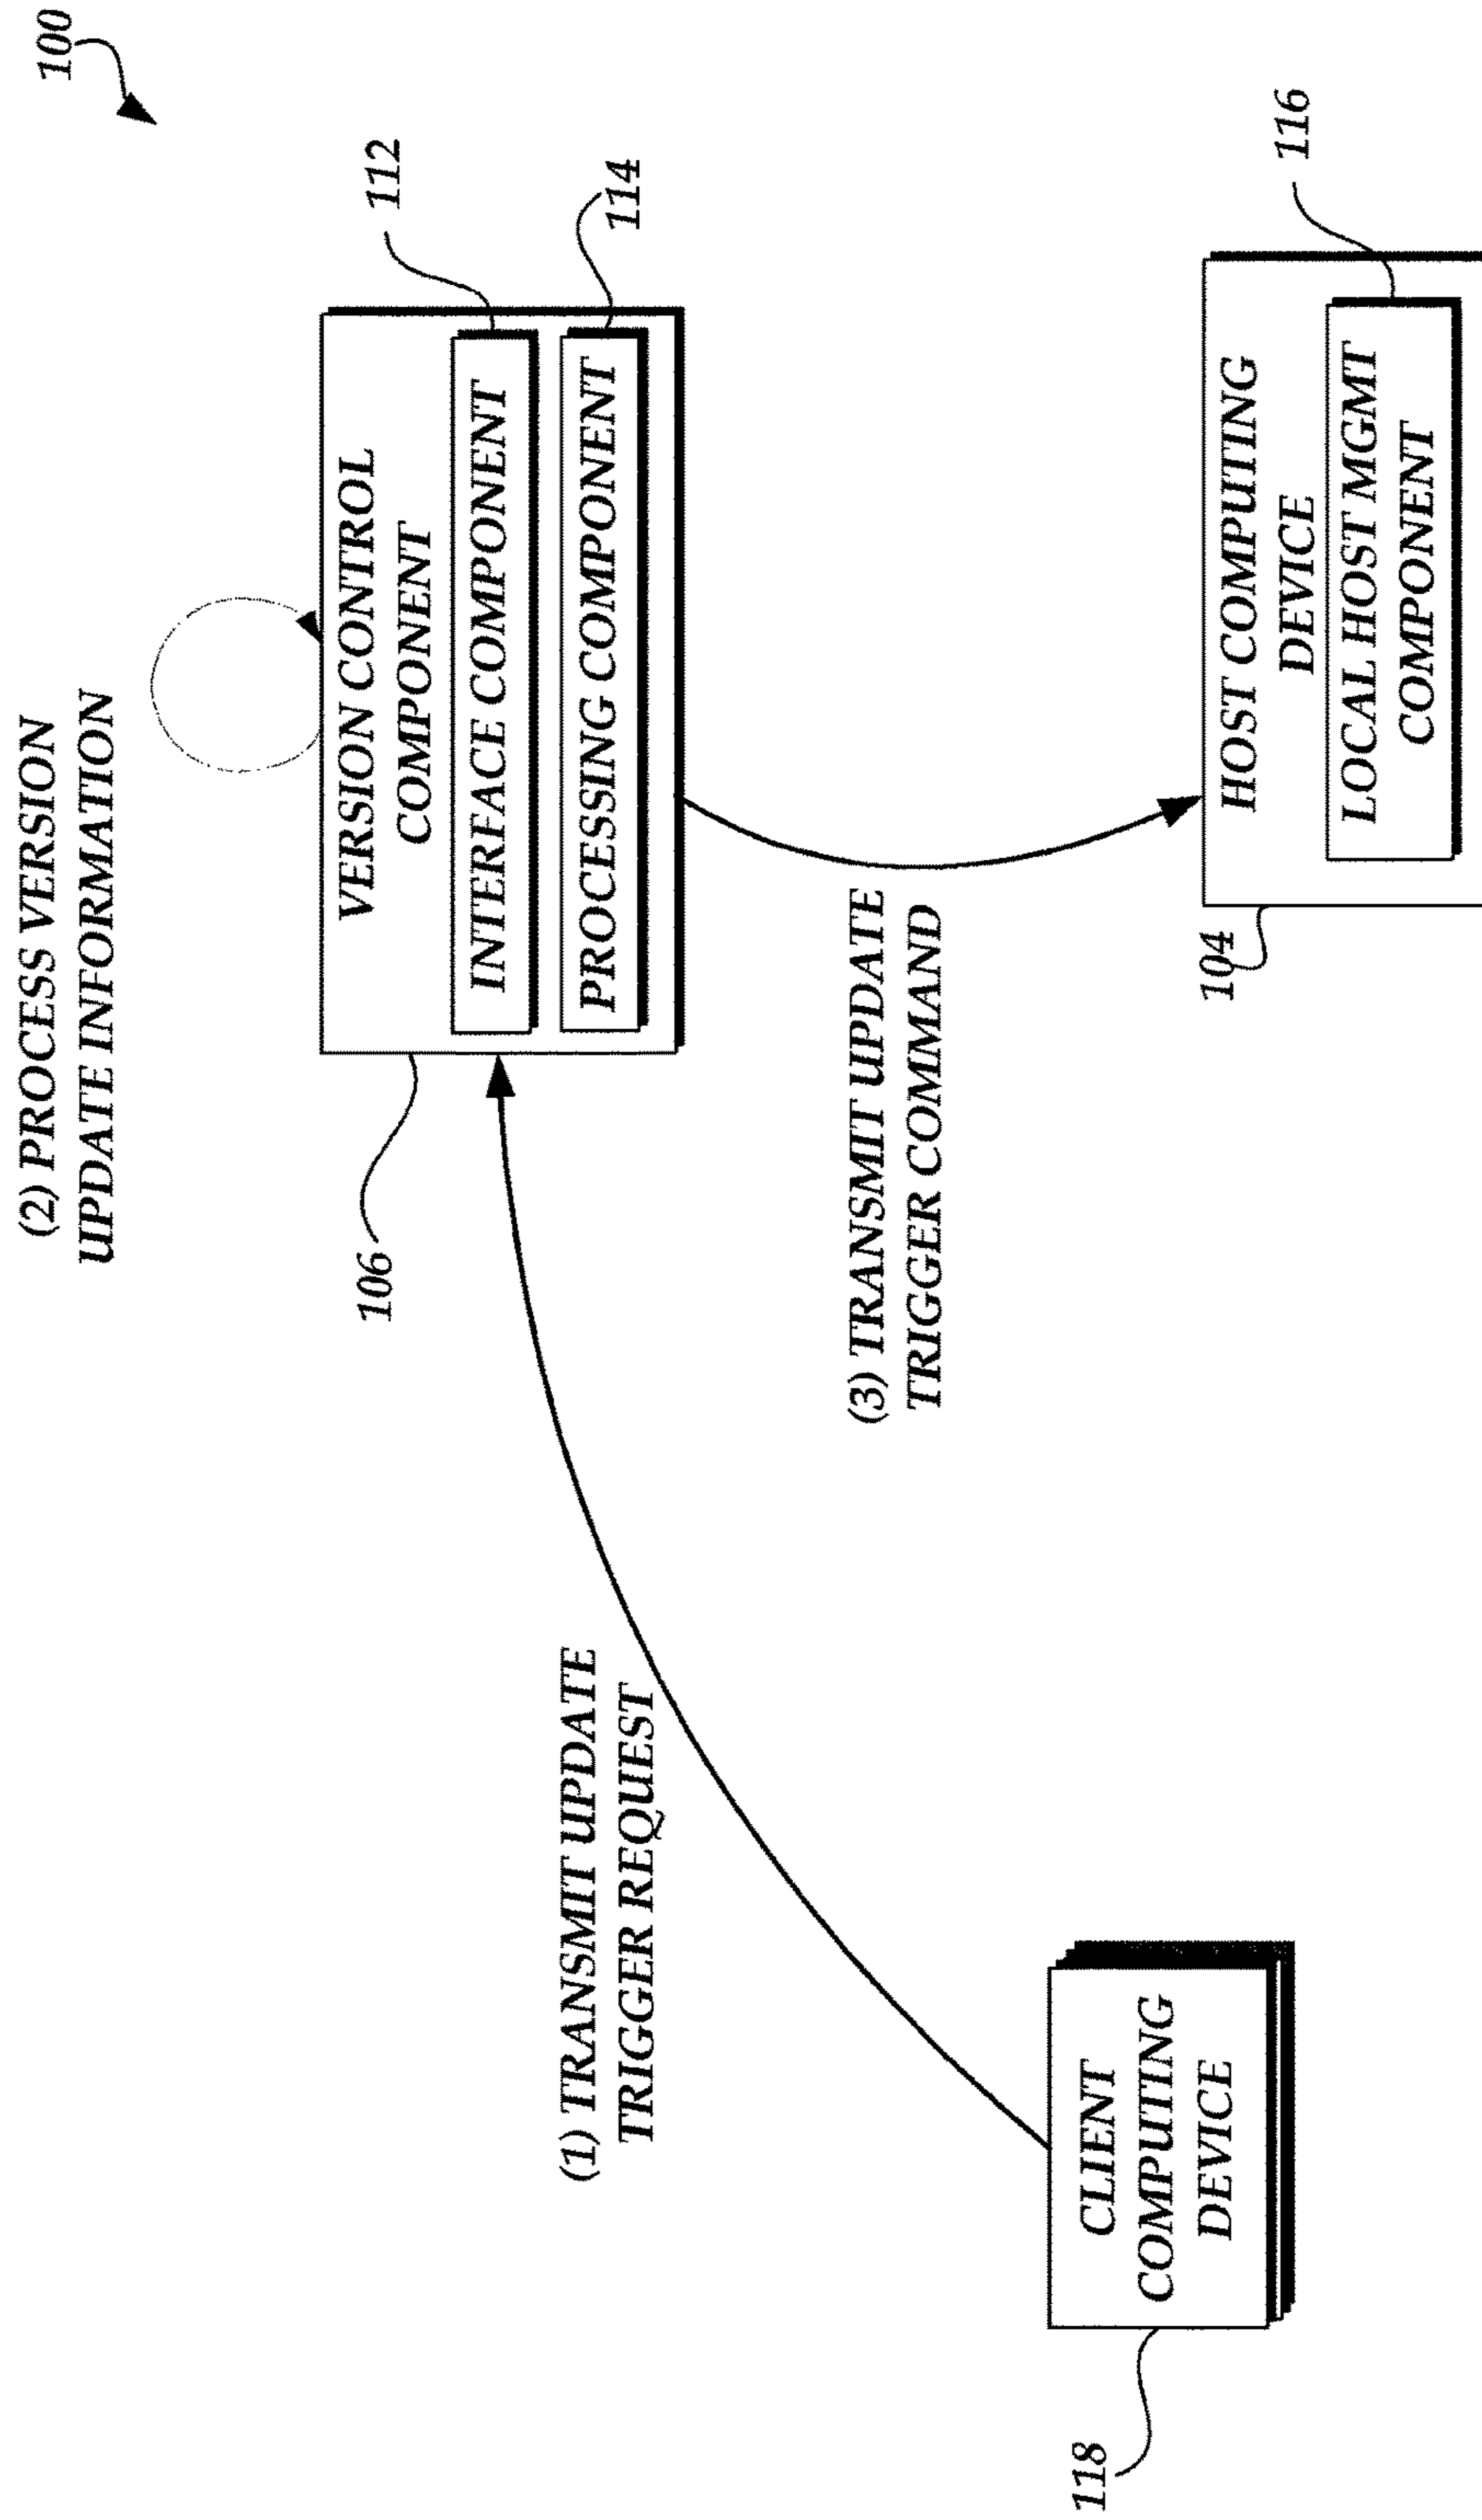 100
(2) PROCESS VERSION
UPDATE INFORMATION
112
114
VERSION CONTROL
COMPONENT
INTERFACE COMPONENT
PROCESSING COMPONENT
106
(1) TRANSMIT UPDATE
TRIGGER REQUEST
(3) TRANSMIT UPDATE
TRIGGER COMMAND
116
HOST COMPUTING
DEVICE
LOCAL HOST MGMT
COMPONENT
104
CLIENT
COMPUTING
DEVICE
118